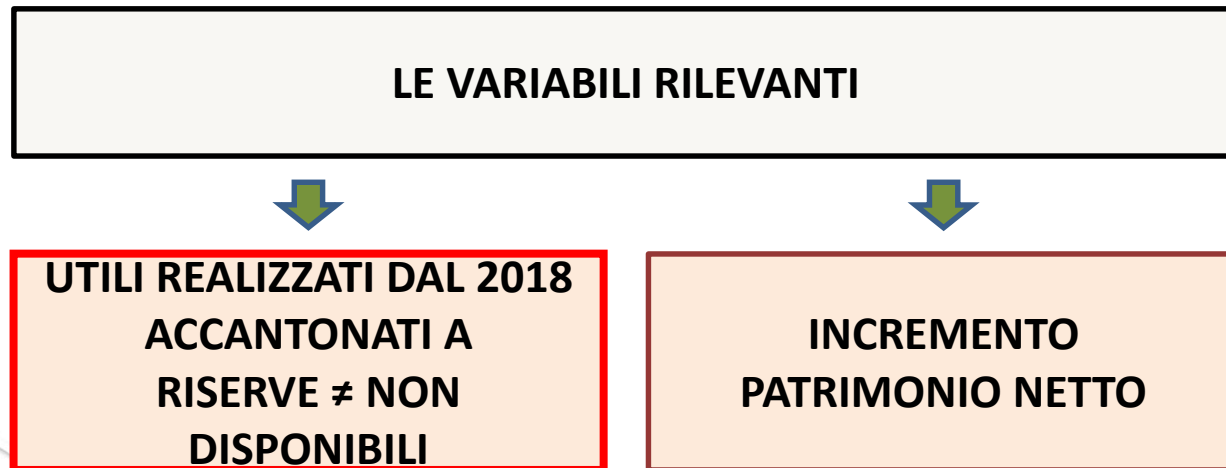 LE VARIABILI RILEVANTI
UTILI REALIZZATI DAL 2018
ACCANTONATI A
RISERVE ≠ NON
DISPONIBILI
INCREMENTO
PATRIMONIO NETTO